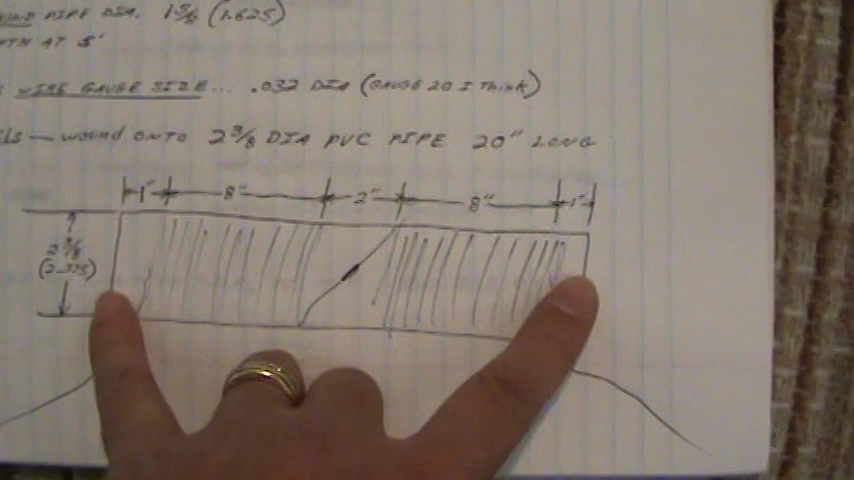 PIPE DIA. 1 5/8 (1.625)
AT 5'
WIRE GAUGE SIZE... .032 DIA (GAUGE 20 I Think)
wound ONTO 2 3/8 DIA PVC PIPE 20" LONG
1" 8" 2" 8" 1"
2 3/8
(2.375)